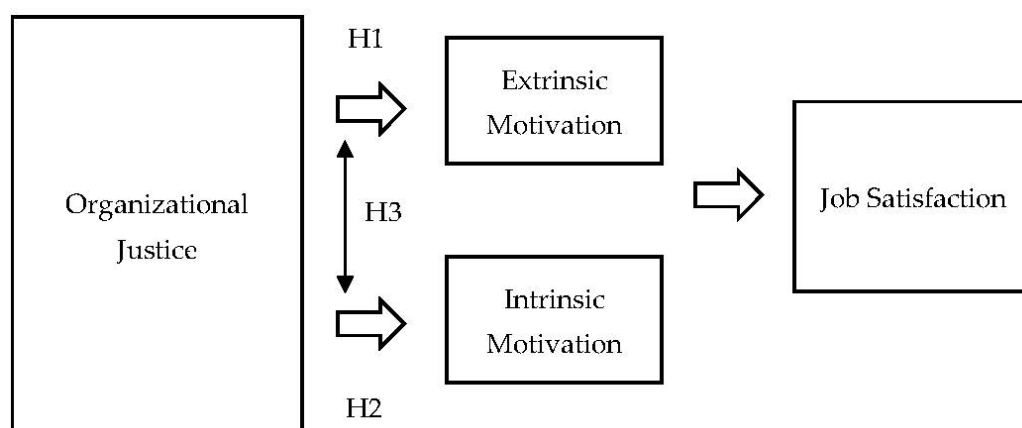 H1
Extrinsic
Motivation
Organizational
Justice
H3
Job Satisfaction
Intrinsic
Motivation
H2